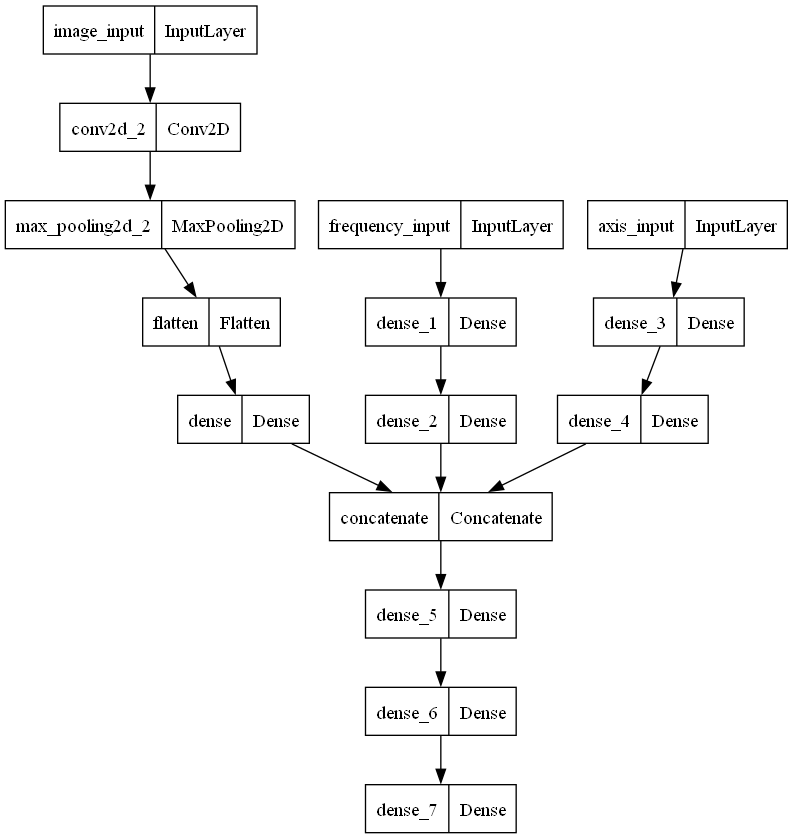 image_input InputLayer
conv2d_2 Conv2D
max_pooling2d_2 MaxPooling2D frequency_input InputLayer axis_input InputLayer
flatten Flatten dense_1 Dense dense_3 Dense
dense Dense dense_2 Dense dense_4 Dense
concatenate Concatenate
dense_5 Dense
dense_6 Dense
dense_7 Dense